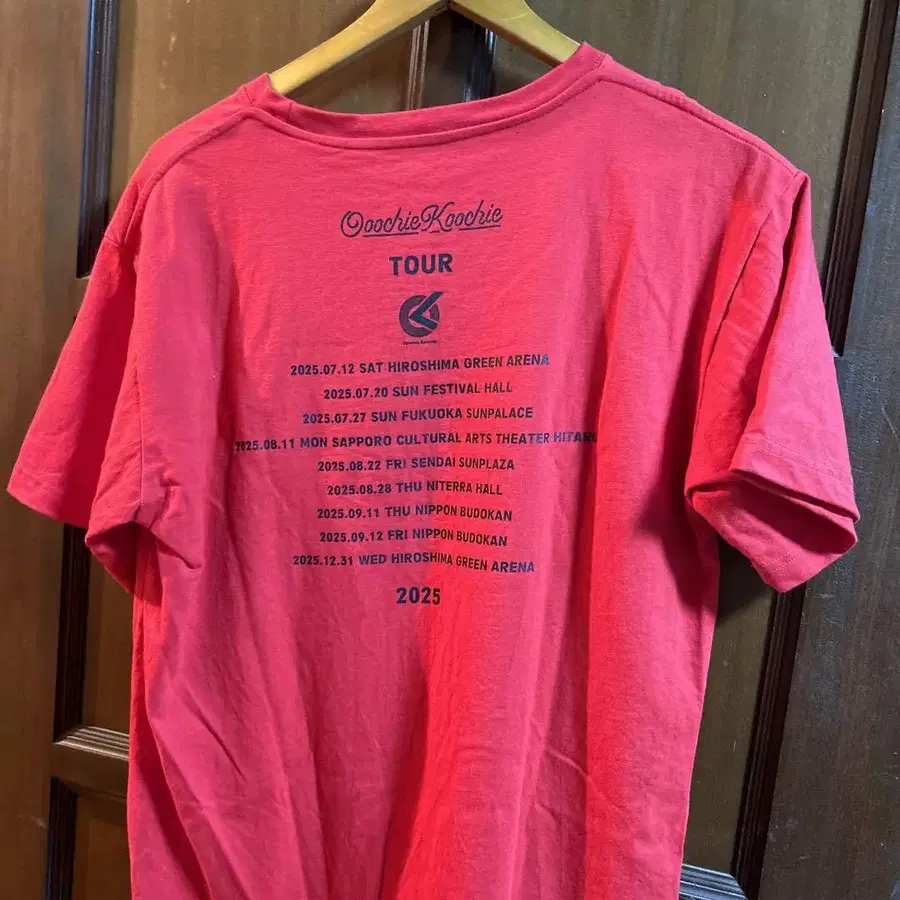 OoochieKoochie
TOUR
2025.07.12 SAT HIROSHIMA GREEN ARENA
2025.07.20 SUN FESTIVAL HALL
2025.07.27 SUN FUKUOKA SUNPALACE
2025.08.11 MON SAPPORO CULTURAL ARTS THEATER HITARU
2025.08.22 FRI SENDAI SUNPLAZA
2025.08.28 THU NITERRA HALL
2025.09.11 THU NIPPON BUDOKAN
2025.09.12 FRI NIPPON BUDOKAN
2025.12.31 WED HIROSHIMA GREEN ARENA
2025